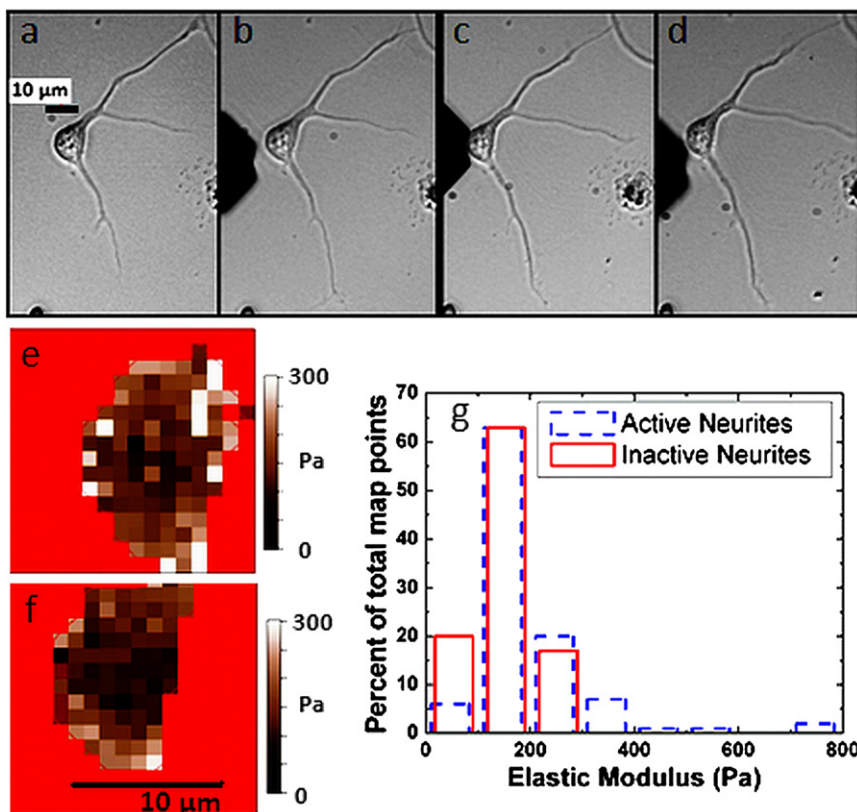 a
b
c
d
10 µm
e
300
Pa
0
f
300
Pa
0
10 µm
g
Active Neurites
Inactive Neurites
Percent of total map points
70
60
50
40
30
20
10
0
0
200
400
600
800
Elastic Modulus (Pa)